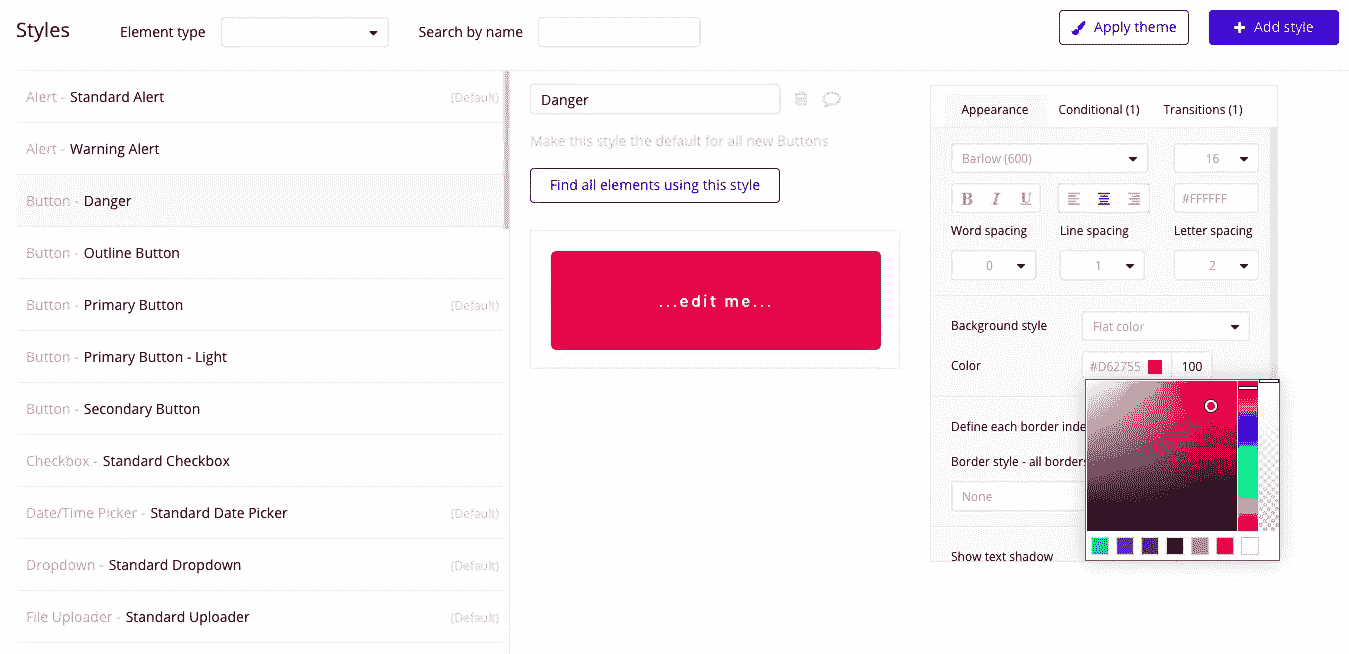 Styles Element type Search by name Apply theme + Add style
Alert - Standard Alert (Default)
Alert - Warning Alert
Button - Danger
Button - Outline Button
Button - Primary Button (Default)
Button - Primary Button - Light
Button - Secondary Button
Checkbox - Standard Checkbox
Date/Time Picker - Standard Date Picker (Default)
Dropdown - Standard Dropdown (Default)
File Uploader - Standard Uploader (Default)
Danger
Make this style the default for all new Buttons
Find all elements using this style
...edit me...
Appearance Conditional (1) Transitions (1)
Barlow (600) 16
B I U #FFFFFF
Word spacing Line spacing Letter spacing
0 1 2
Background style Flat color
Color #D62755 100
Define each border inde
Border style - all borders
None
Show text shadow